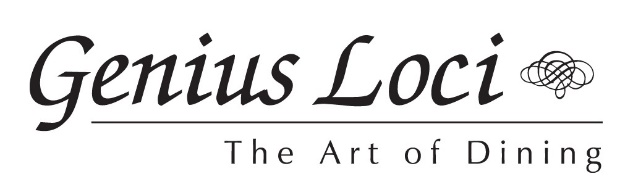 Genius Loci
The Art of Dining